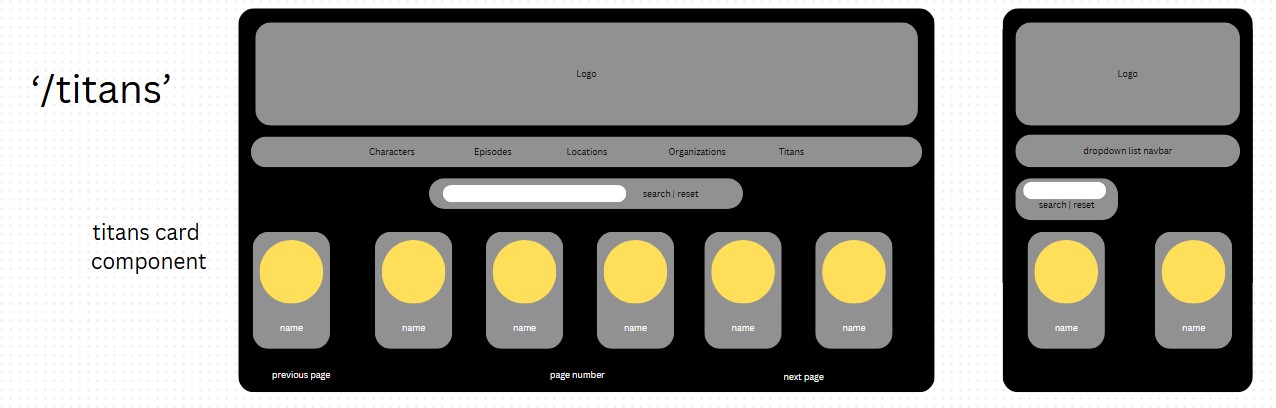 ‘/titans’
titans card
component
Logo
Characters Episodes Locations Organizations Titans
search | reset
name name name name name name
previous page page number next page
Logo
dropdown list navbar
search | reset
name name